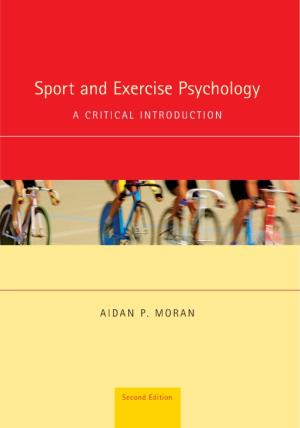 Sport and Exercise Psychology
A CRITICAL INTRODUCTION
AIDAN P. MORAN
Second Edition